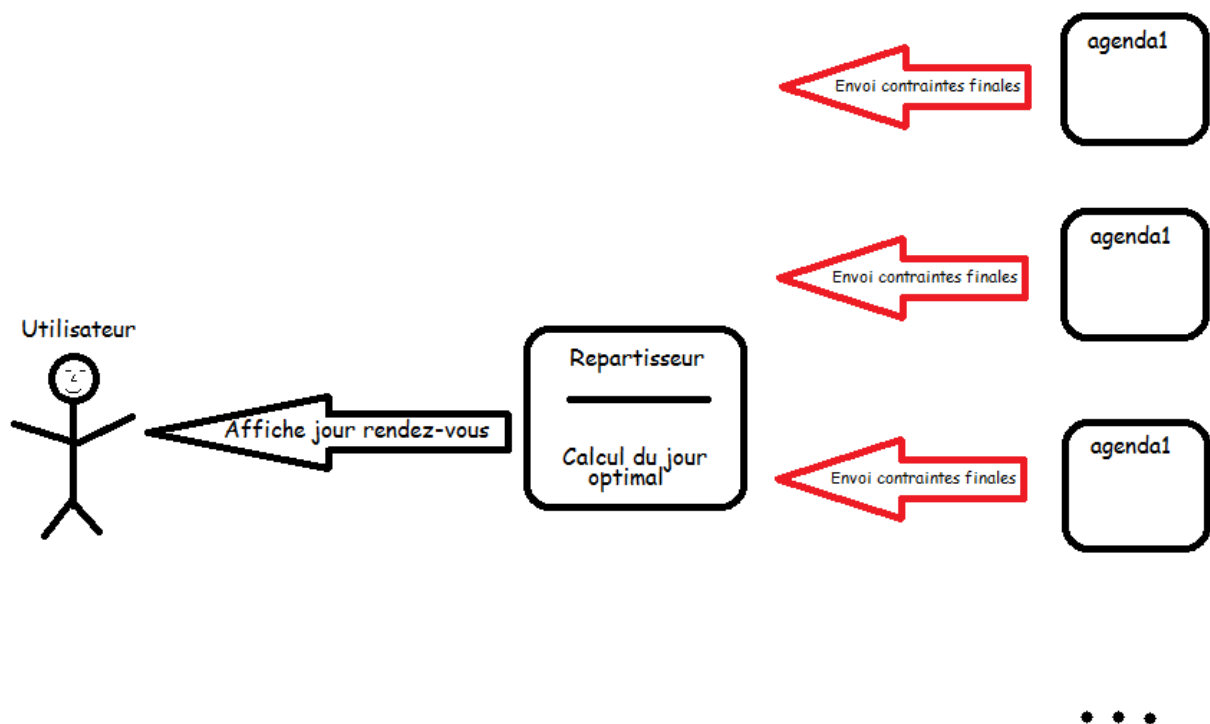 agenda1
Envoi contraintes finales
agenda1
Envoi contraintes finales
Utilisateur
Repartisseur
Affiche jour rendez-vous
Calcul du jour
optimal
agenda1
Envoi contraintes finales
...